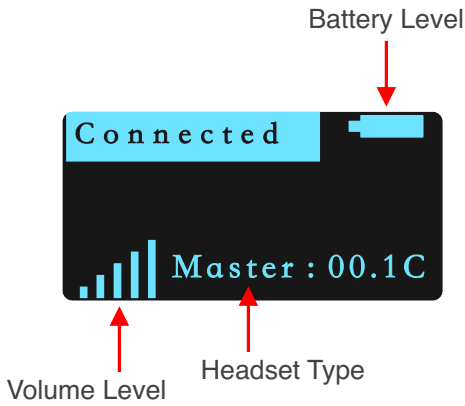 Battery Level
Connected
Master : 00.1C
Headset Type
Volume Level